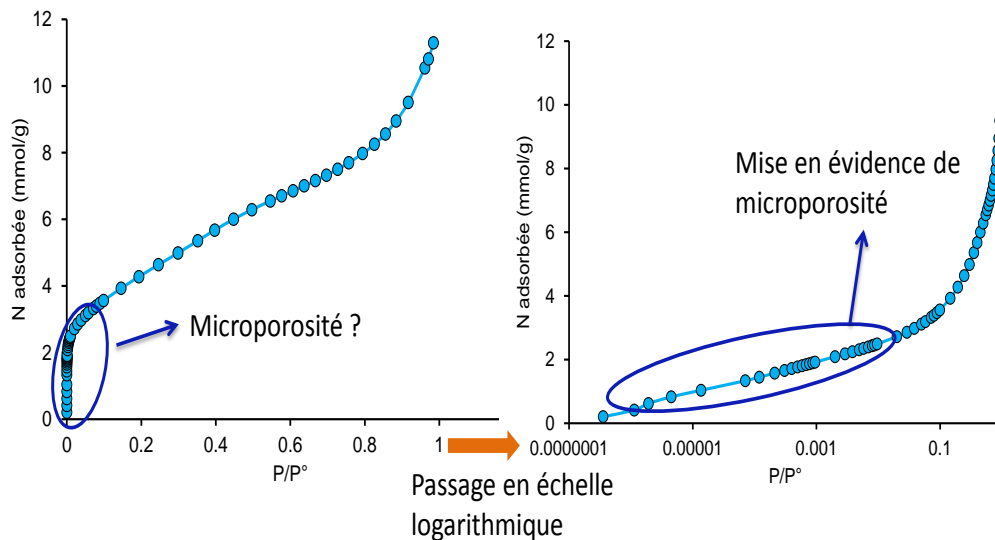 12
10
8
6
4
2
0
N adsorbée (mmol/g)
0 0.2 0.4 0.6 0.8 1
P/P°
Microporosité ?
Passage en échelle
logarithmique
12
10
8
6
4
2
0
N adsorbée (mmol/g)
0.0000001 0.00001 0.001 0.1
P/P°
Mise en évidence de
microporosité